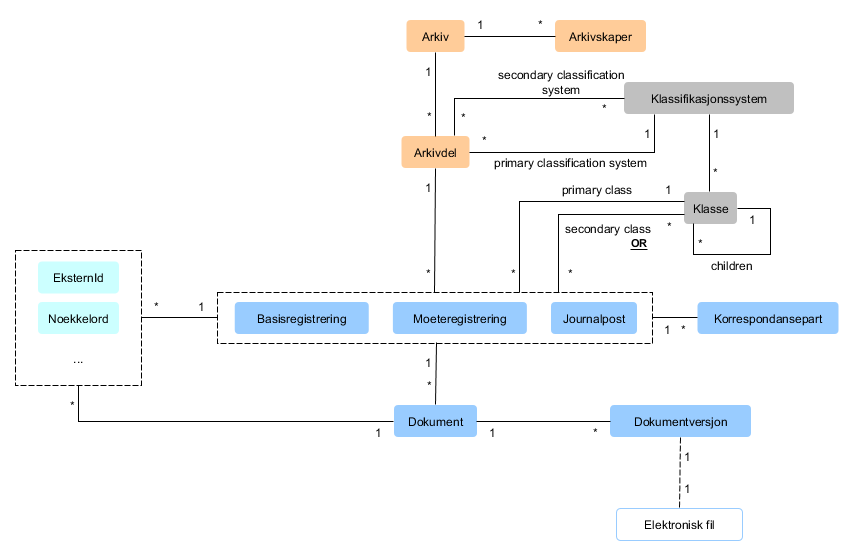 Arkiv
1
*
Arkivskaper
1
*
secondary classification
system
*
*
Klassifikasjonssystem
Arkivdel
*
1
primary classification system
1
*
1
primary class
1
Klasse
1
*
children
secondary class
*
OR
*
*
*
EksternId
Noekkelord
...
*
1
Basisregistrering
Moeteregistrering
Journalpost
1
*
Korrespondansepart
1
*
*
1
Dokument
1
*
Dokumentversjon
1
1
Elektronisk fil